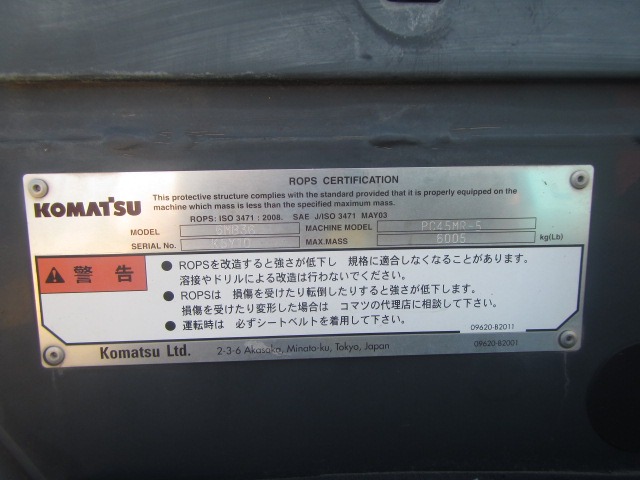 ROPS CERTIFICATION
KOMATSU
This protective structure complies with the standard provided that it is properly equipped on the
machine which mass is less than the specified maximum mass.
ROPS: ISO 3471 : 2008. SAE J/ISO 3471 MAY03
MODEL MACHINE MODEL PC45MR-5
SERIAL No. MAX.MASS 6005 kg(Lb)
警告
● ROPSを改造すると強さが低下し 規格に適合しなくなることがあります。
溶接やドリルによる改造は行わないでください。
● ROPSは 損傷を受けたり転倒したりすると強さが低下します。
損傷を受けたり変形した場合は コマツの代理店に相談して下さい。
● 運転時は 必ずシートベルトを着用して下さい。
09620-B2011
Komatsu Ltd. 2-3-6 Akasaka, Minato-ku, Tokyo, Japan 09620-B2001